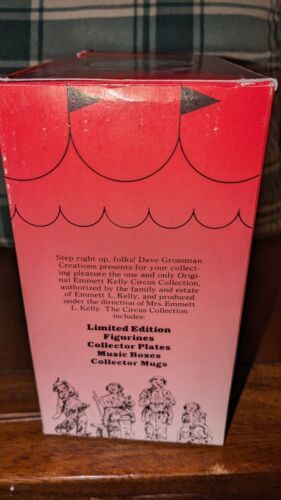 Step right up, folks! Dave Grossman
Creations presents for your collect-
ing pleasure the one and only Origi-
nal Emmett Kelly Circus Collection,
authorized by the family and estate
of Emmett L. Kelly, and produced
under the direction of Mrs. Emmett
L. Kelly. The Circus Collection
includes:
Limited Edition
Figurines
Collector Plates
Music Boxes
Collector Mugs